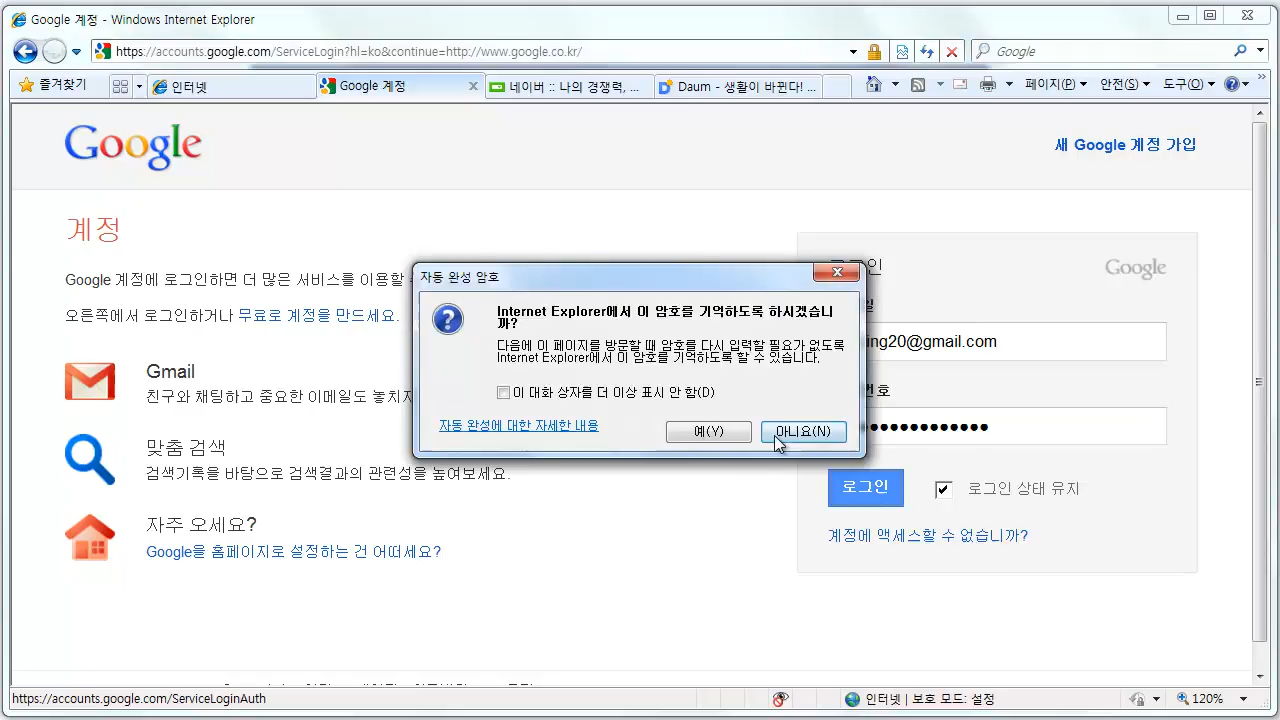 Google 계정 - Windows Internet Explorer
https://accounts.google.com/ServiceLogin?hl=ko&continue=http://www.google.co.kr/
Google
즐겨찾기
인터넷
Google 계정
네이버 :: 나의 경쟁력, ...
Daum - 생활이 바뀐다! ...
페이지(P)
안전(S)
도구(O)
Google
새 Google 계정 가입
계정
Google 계정에 로그인하면 더 많은 서비스를 이용할
오른쪽에서 로그인하거나 무료로 계정을 만드세요.
Gmail
친구와 채팅하고 중요한 이메일도 놓치지
맞춤 검색
검색기록을 바탕으로 검색결과의 관련성을 높여보세요.
자주 오세요?
Google을 홈페이지로 설정하는 건 어떠세요?
자동 완성 암호
Internet Explorer에서 이 암호를 기억하도록 하시겠습니
까?
다음에 이 페이지를 방문할 때 암호를 다시 입력할 필요가 없도록
Internet Explorer에서 이 암호를 기억하도록 할 수 있습니다.
이 대화 상자를 더 이상 표시 안 함(D)
자동 완성에 대한 자세한 내용
예(Y)
아니요(N)
인
Google
일
ing20@gmail.com
번호
로그인
로그인 상태 유지
계정에 액세스할 수 없습니까?
https://accounts.google.com/ServiceLoginAuth
인터넷 | 보호 모드: 설정
120%